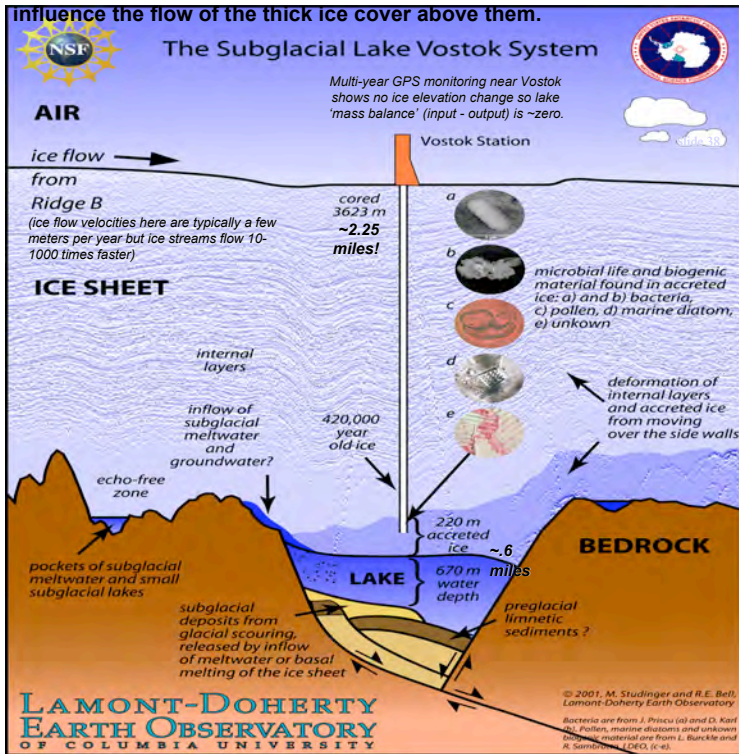 influence the flow of the thick ice cover above them.
NSF
The Subglacial Lake Vostok System
Multi-year GPS monitoring near Vostok
shows no ice elevation change so lake
‘mass balance’ (input - output) is ~zero.
AIR
slide 38
Vostok Station
ice flow
from
Ridge B
(ice flow velocities here are typically a few
meters per year but ice streams flow 10-
1000 times faster)
cored
3623 m
~2.25
miles!
a
b
c
d
e
microbial life and biogenic
material found in accreted
ice: a) and b) bacteria,
c) pollen, d) marine diatom,
e) unkown
ICE SHEET
internal
layers
deformation of
internal layers
and accreted ice
from moving
over the side walls
inflow of
subglacial
meltwater
and
groundwater?
420,000
year
old-ice
echo-free
zone
220 m
accreted
ice
~.6
miles
BEDROCK
pockets of subglacial
meltwater and small
subglacial lakes
LAKE
670 m
water
depth
subglacial
deposits from
glacial scouring,
released by inflow
of meltwater or basal
melting of the ice sheet
preglacial
limnetic
sediments ?
LAMONT-DOHERTY
EARTH OBSERVATORY
OF COLUMBIA UNIVERSITY
© 2001, M. Studinger and R.E. Bell,
Lamont-Doherty Earth Observatory
Bacteria are from J. Priscu (a) and D. Karl
(b). Pollen, marine diatoms and unkown
biogenic material are from L. Burckle and
R. Sambrotto, LDEO, (c-e).